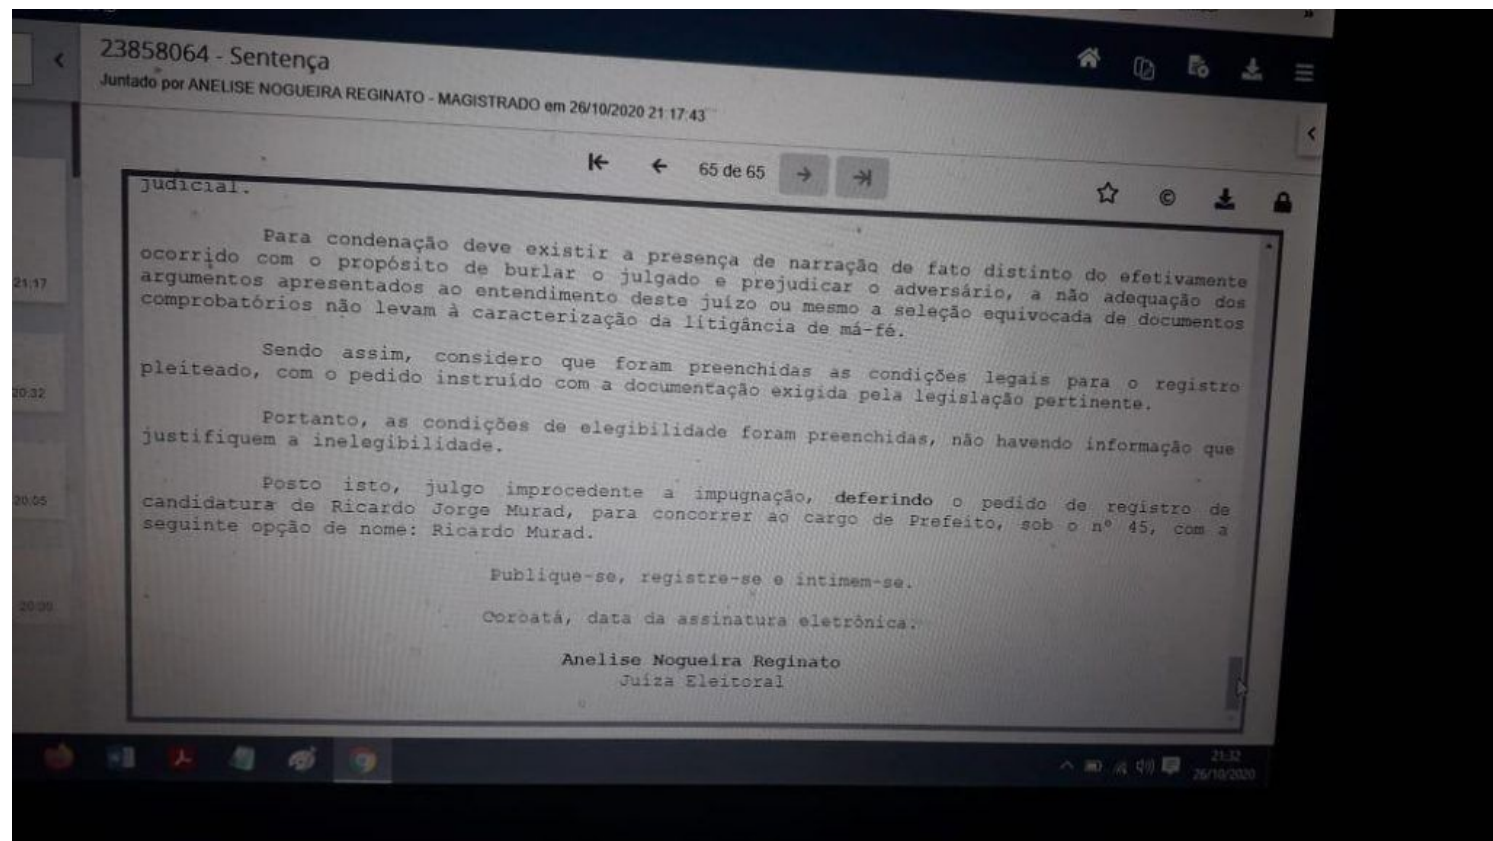 23858064 - Sentença
Juntado por ANELISE NOGUEIRA REGINATO - MAGISTRADO em 26/10/2020 21:17:43
65 de 65
judicial.
Para condenação deve existir a presença de narração de fato distinto do efetivamente
ocorrido com o propósito de burlar o julgado e prejudicar o adversário, a não adequação dos
argumentos apresentados ao entendimento deste juízo ou mesmo a seleção equivocada de documentos
comprobatórios não levam à caracterização da litigância de má-fé.
Sendo assim, considero que foram preenchidas as condições legais para o registro
pleiteado, com o pedido instruído com a documentação exigida pela legislação pertinente.
Portanto, as condições de elegibilidade foram preenchidas, não havendo informação que
justifiquem a inelegibilidade.
Posto isto, julgo improcedente a impugnação, deferindo o pedido de registro de
candidatura de Ricardo Jorge Murad, para concorrer ao cargo de Prefeito, sob o nº 45, com a
seguinte opção de nome: Ricardo Murad.
Publique-se, registre-se e intimem-se.
Coroatá, data da assinatura eletrônica.
Anelise Nogueira Reginato
Juíza Eleitoral
21:17
20:32
20:05
21:32
26/10/2020